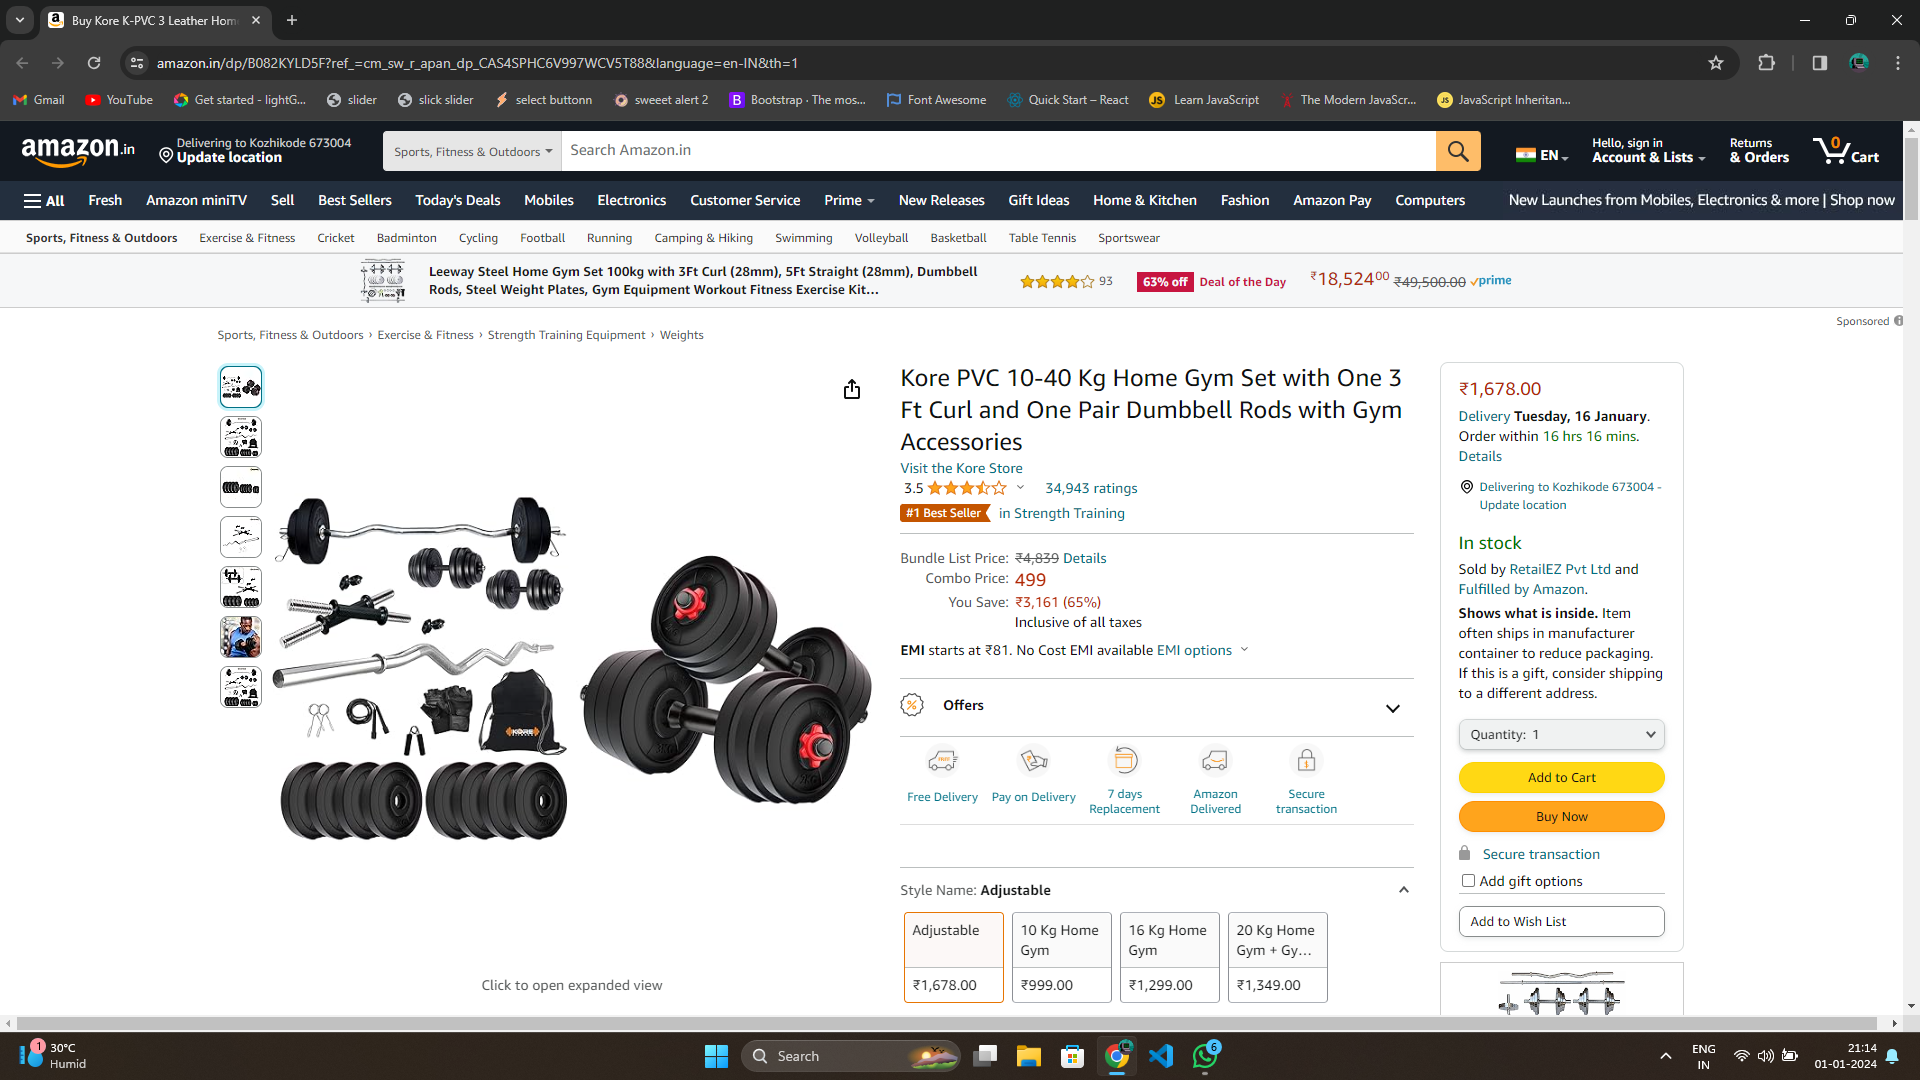 Buy Kore K-PVC 3 Leather Hom
amazon.in/dp/B082KYLD5F?ref_=cm_sw_r_apan_dp_CAS4SPHC6V997WCV5T88&language=en-IN&th=1
Gmail YouTube Get started - lightG... slider slick slider select buttonn sweeet alert 2 Bootstrap · The mos... Font Awesome Quick Start – React Learn JavaScript The Modern JavaScr... JavaScript Inheritan...
amazon.in
Delivering to Kozhikode 673004
Update location
Sports, Fitness & Outdoors
Search Amazon.in
EN
Hello, sign in
Account & Lists
Returns
& Orders
0
Cart
All Fresh Amazon miniTV Sell Best Sellers Today's Deals Mobiles Electronics Customer Service Prime New Releases Gift Ideas Home & Kitchen Fashion Amazon Pay Computers New Launches from Mobiles, Electronics & more | Shop now
Sports, Fitness & Outdoors Exercise & Fitness Cricket Badminton Cycling Football Running Camping & Hiking Swimming Volleyball Basketball Table Tennis Sportswear
Leeway Steel Home Gym Set 100kg with 3Ft Curl (28mm), 5Ft Straight (28mm), Dumbbell
Rods, Steel Weight Plates, Gym Equipment Workout Fitness Exercise Kit...
93
63% off Deal of the Day
₹18,524.00 ₹49,500.00 prime
Sponsored
Sports, Fitness & Outdoors › Exercise & Fitness › Strength Training Equipment › Weights
KORE
Click to open expanded view
Kore PVC 10-40 Kg Home Gym Set with One 3
Ft Curl and One Pair Dumbbell Rods with Gym
Accessories
Visit the Kore Store
3.5 34,943 ratings
#1 Best Seller in Strength Training
Bundle List Price: ₹4,839 Details
Combo Price: 499
You Save: ₹3,161 (65%)
Inclusive of all taxes
EMI starts at ₹81. No Cost EMI available EMI options
% Offers
Free Delivery
Pay on Delivery
7 days
Replacement
Amazon
Delivered
Secure
transaction
Style Name: Adjustable
Adjustable
₹1,678.00
10 Kg Home
Gym
₹999.00
16 Kg Home
Gym
₹1,299.00
20 Kg Home
Gym + Gy...
₹1,349.00
₹1,678.00
Delivery Tuesday, 16 January.
Order within 16 hrs 16 mins.
Details
Delivering to Kozhikode 673004 -
Update location
In stock
Sold by RetailEZ Pvt Ltd and
Fulfilled by Amazon.
Shows what is inside. Item
often ships in manufacturer
container to reduce packaging.
If this is a gift, consider shipping
to a different address.
Quantity: 1
Add to Cart
Buy Now
Secure transaction
Add gift options
Add to Wish List
1
30°C
Humid
Search
6
ENG
IN
21:14
01-01-2024